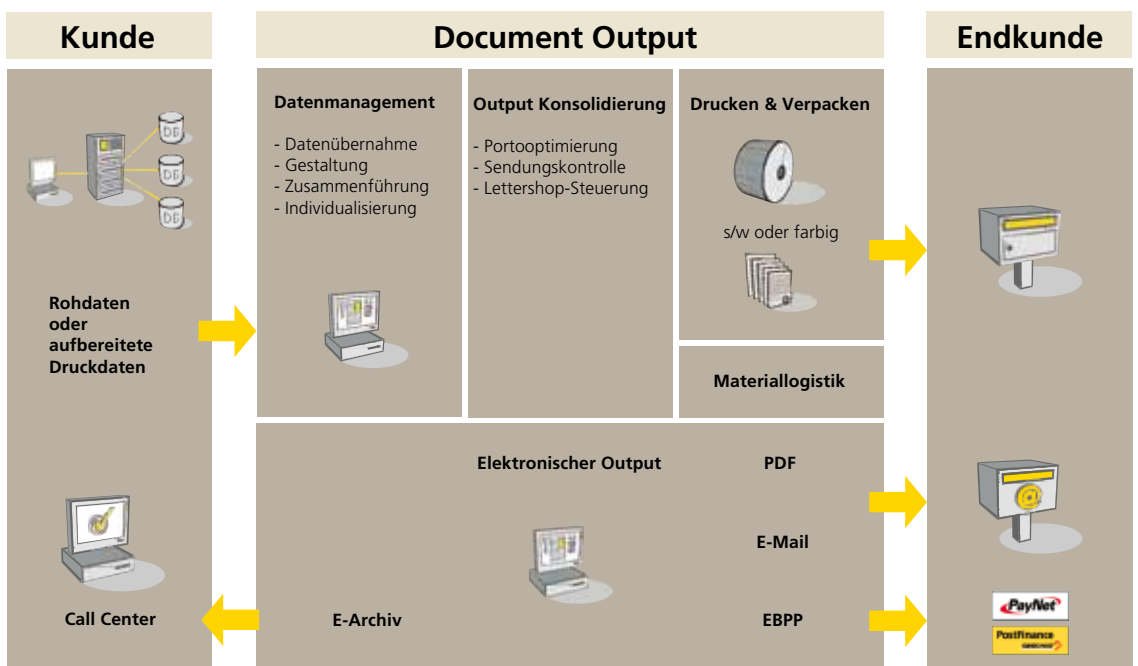 Kunde
Document Output
Endkunde
DB
DB
DB
Rohdaten
oder
aufbereitete
Druckdaten
Call Center
Datenmanagement
- Datenübernahme
- Gestaltung
- Zusammenführung
- Individualisierung
Output Konsolidierung
- Portooptimierung
- Sendungskontrolle
- Lettershop-Steuerung
Drucken & Verpacken
s/w oder farbig
Materiallogistik
Elektronischer Output
PDF
E-Mail
E-Archiv
EBPP
@
PayNet
Postfinance